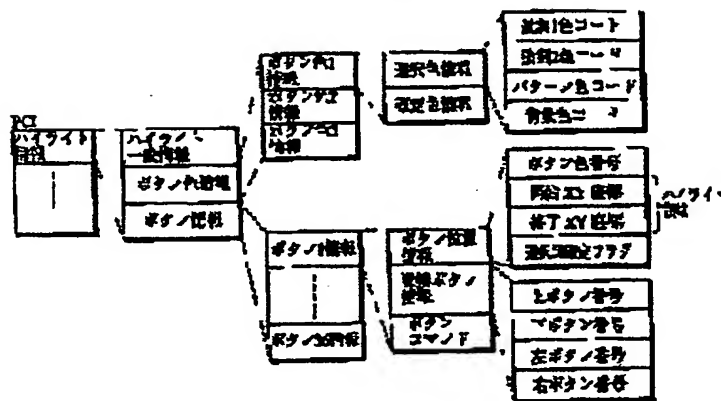 PCI
ハイライト
情報
ハイライト
一般情報
ボタン色情報
ボタン情報
ボタン色1
情報
ボタン色2
情報
ボタン色3
情報
選択色情報
決定色情報
強調1色コード
強調2色コード
パターン色コード
背景色コード
ボタン1情報
ボタン36情報
ボタン位置
情報
隣接ボタン
情報
ボタン
コマンド
ボタン色番号
開始XY座標
終了XY座標
選択決定フラグ
ハイライト
上ボタン番号
下ボタン番号
左ボタン番号
右ボタン番号